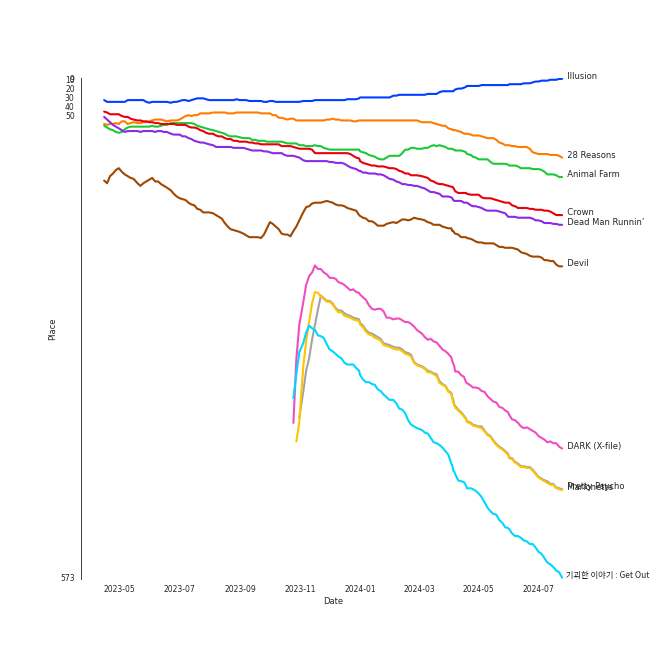 0
10
20
30
40
50
573
Place
Illusion
28 Reasons
Animal Farm
Crown
Dead Man Runnin’
Devil
DARK (X-file)
Pretty Psycho
Marionette
기괴한 이야기 : Get Out
2023-05 2023-07 2023-09 2023-11 2024-01 2024-03 2024-05 2024-07
Date